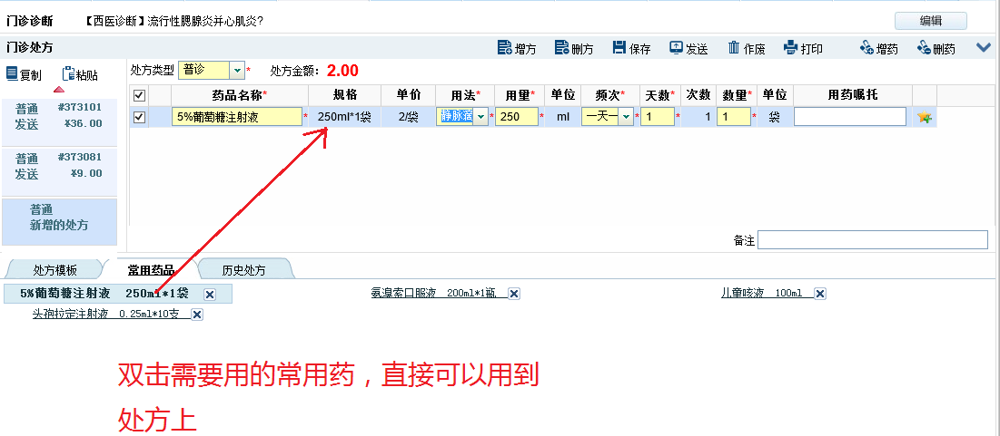 门诊诊断 【西医诊断】流行性腮腺炎并心肌炎? 编辑
门诊处方 增方 删方 保存 发送 作废 打印 增药 删药
复制 粘贴 处方类型 普诊 * 处方金额: 2.00
药品名称* 规格 单价 用法* 用量* 单位 频次* 天数* 次数 数量* 单位 用药嘱托
5%葡萄糖注射液 * 250ml*1袋 2/袋 静脉 * 250 * ml 一天一 * 1 * 1 1 * 袋
普通 #373101
发送 ¥36.00
普通 #373081
发送 ¥9.00
普通
新增的处方
备注
处方模板 常用药品 历史处方
5%葡萄糖注射液 250ml*1袋 氨溴索口服液 200ml*1瓶 儿童咳液 100ml
头孢拉定注射液 0.25ml*10支
双击需要用的常用药，直接可以用到
处方上